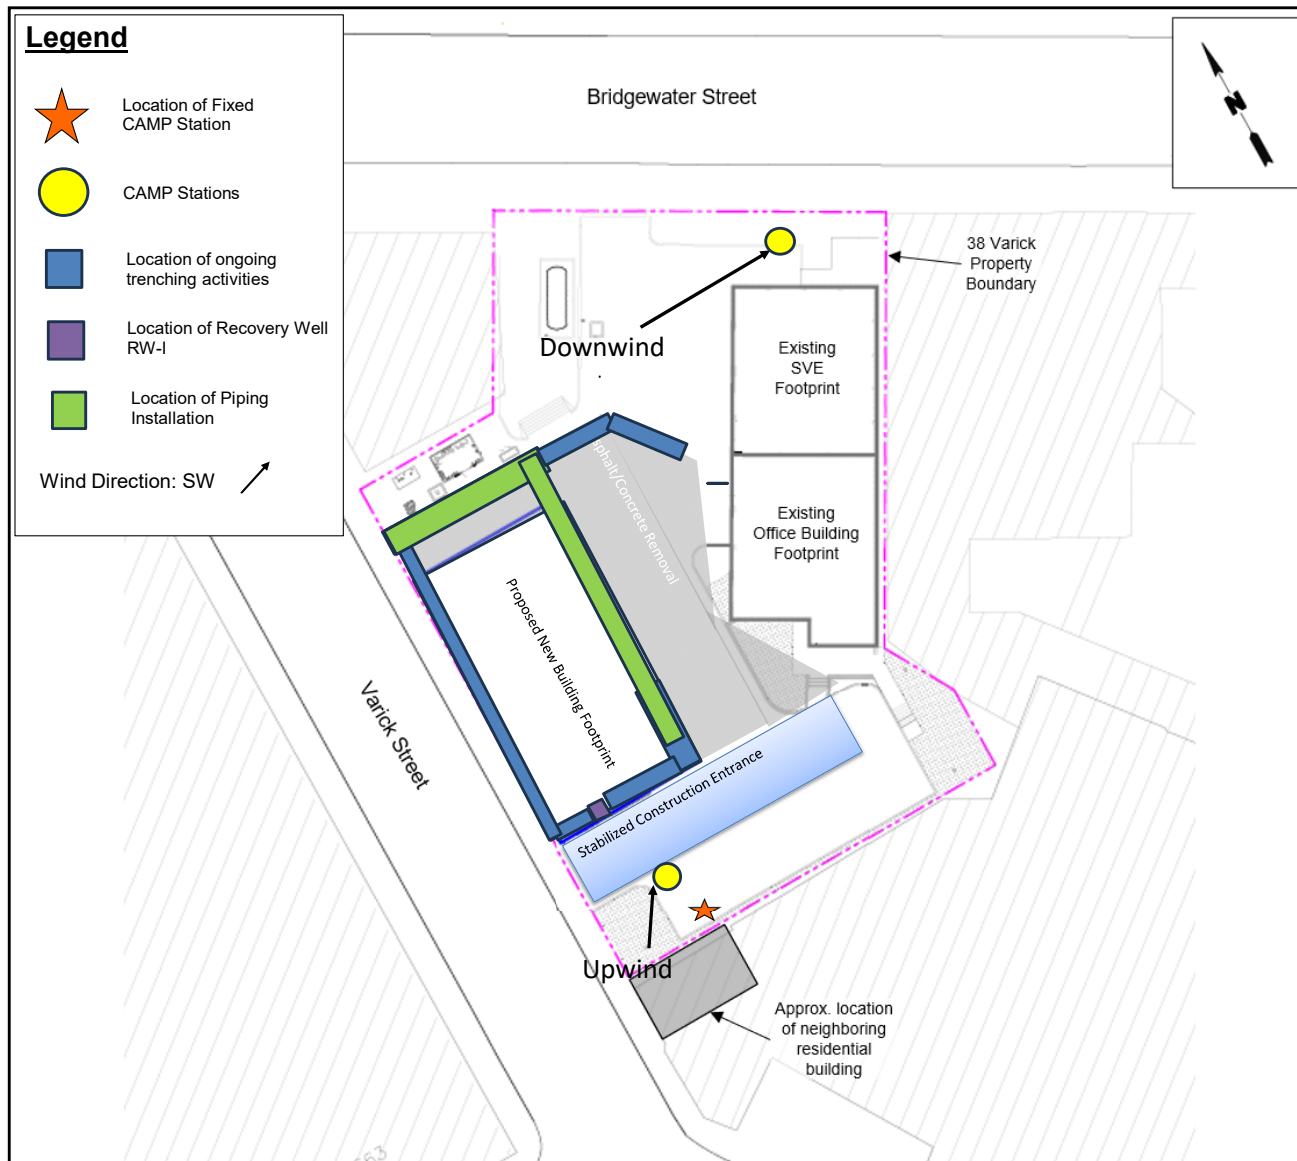 Legend
Location of Fixed
CAMP Station
CAMP Stations
Location of ongoing
trenching activities
Location of Recovery Well
RW-I
Location of Piping
Installation
Wind Direction: SW
Bridgewater Street
N
38 Varick
Property
Boundary
Downwind
Existing
SVE
Footprint
Existing
Office Building
Footprint
sphalt/Concrete Removal
Proposed New Building Footprint
Varick Street
Stabilized Construction Entrance
Upwind
Approx. location
of neighboring
residential
building